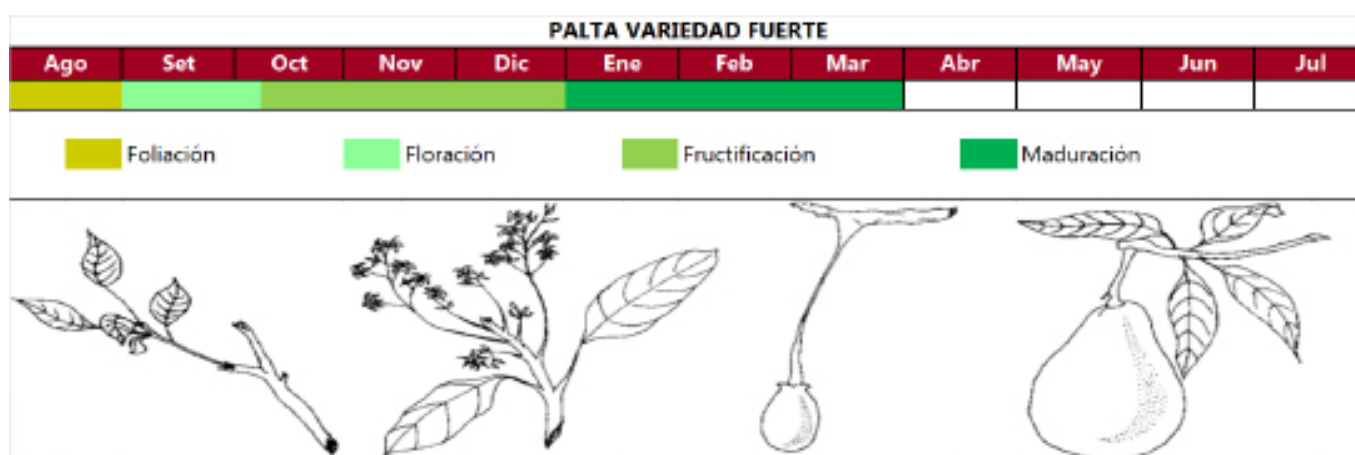 PALTA VARIEDAD FUERTE
Ago Set Oct Nov Dic Ene Feb Mar Abr May Jun Jul
Foliación Floración Fructificación Maduración